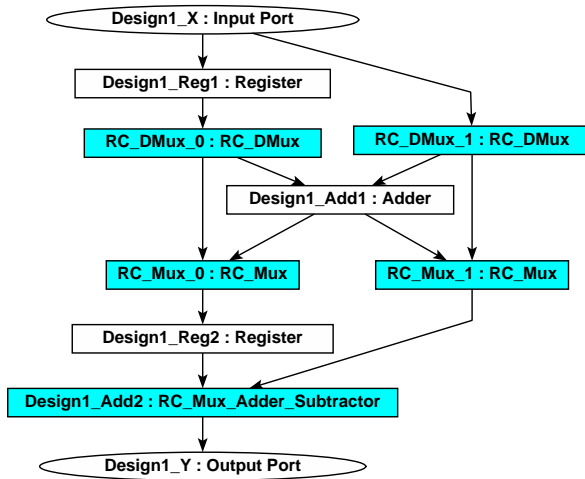 Design1_X : Input Port
Design1_Reg1 : Register
RC_DMux_0 : RC_DMux
RC_DMux_1 : RC_DMux
Design1_Add1 : Adder
RC_Mux_0 : RC_Mux
RC_Mux_1 : RC_Mux
Design1_Reg2 : Register
Design1_Add2 : RC_Mux_Adder_Subtractor
Design1_Y : Output Port